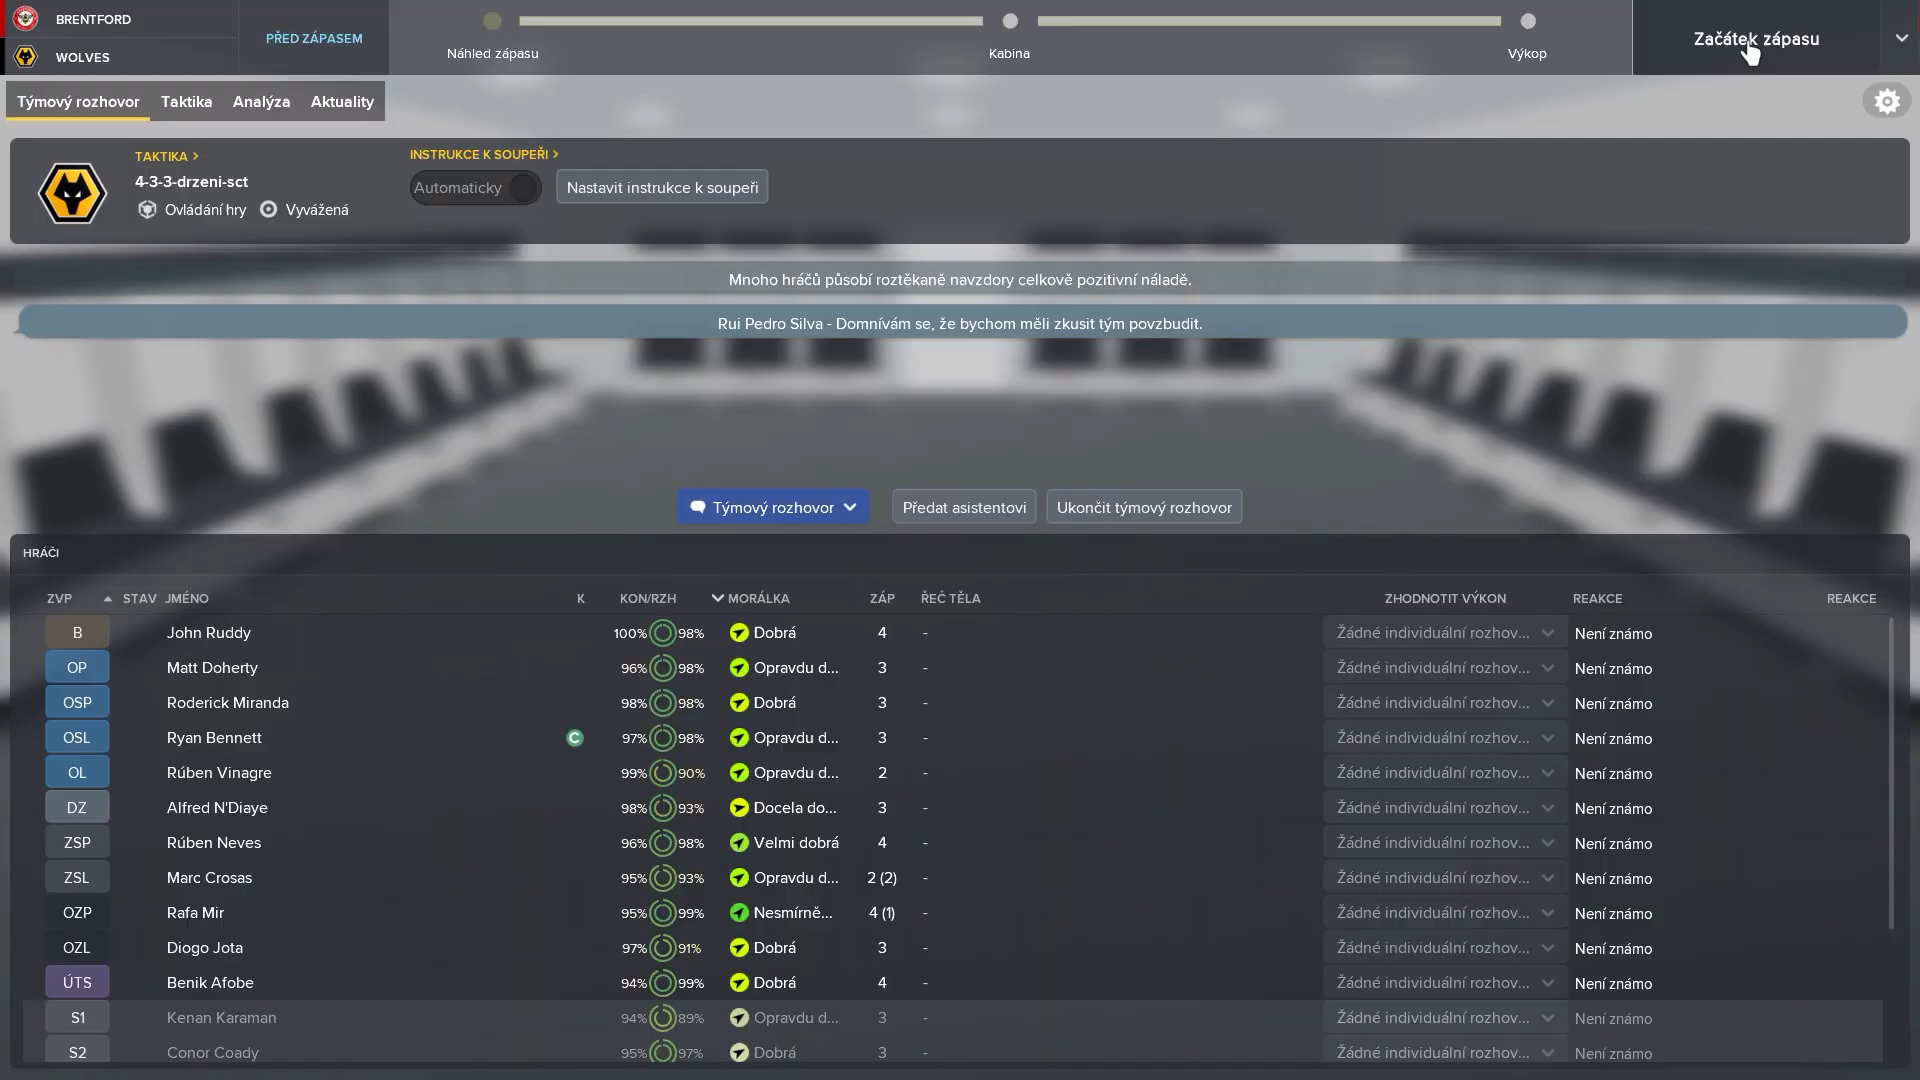 BRENTFORD
WOLVES
PŘED ZÁPASEM
Náhled zápasu
Kabina
Výkop
Začátek zápasu
Týmový rozhovor Taktika Analýza Aktuality
TAKTIKA >
4-3-3-drzeni-sct
Ovládání hry Vyvážená
INSTRUKCE K SOUPEŘI >
Automaticky Nastavit instrukce k soupeři
Mnoho hráčů působí roztěkaně navzdory celkově pozitivní náladě.
Rui Pedro Silva - Domnívám se, že bychom měli zkusit tým povzbudit.
Týmový rozhovor Předat asistentovi Ukončit týmový rozhovor
HRÁČI
ZVP STAV JMÉNO K KON/RZH MORÁLKA ZÁP ŘEČ TĚLA ZHODNOTIT VÝKON REAKCE REAKCE
B John Ruddy 100% 98% Dobrá 4 - Žádné individuální rozhov... Není známo
OP Matt Doherty 96% 98% Opravdu d... 3 - Žádné individuální rozhov... Není známo
OSP Roderick Miranda 98% 98% Dobrá 3 - Žádné individuální rozhov... Není známo
OSL Ryan Bennett C 97% 98% Opravdu d... 3 - Žádné individuální rozhov... Není známo
OL Rúben Vinagre 99% 90% Opravdu d... 2 - Žádné individuální rozhov... Není známo
DZ Alfred N'Diaye 98% 93% Docela do... 3 - Žádné individuální rozhov... Není známo
ZSP Rúben Neves 96% 98% Velmi dobrá 4 - Žádné individuální rozhov... Není známo
ZSL Marc Crosas 95% 93% Opravdu d... 2 (2) - Žádné individuální rozhov... Není známo
OZP Rafa Mir 95% 99% Nesmírně... 4 (1) - Žádné individuální rozhov... Není známo
OZL Diogo Jota 97% 91% Dobrá 3 - Žádné individuální rozhov... Není známo
ÚTS Benik Afobe 94% 99% Dobrá 4 - Žádné individuální rozhov... Není známo
S1 Kenan Karaman 94% 89% Opravdu d... 3 - Žádné individuální rozhov... Není známo
S2 Conor Coady 95% 97% Dobrá 3 - Žádné individuální rozhov... Není známo